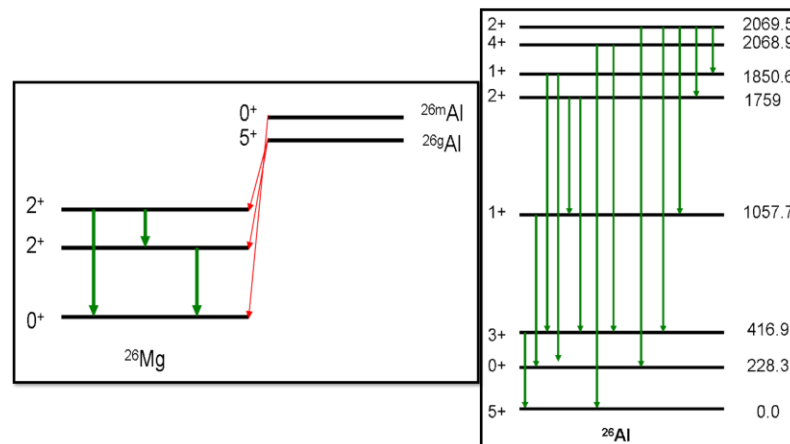 0⁺ ²⁶ᵐAl
5⁺ ²⁶ᵍAl
2⁺
2⁺
0⁺
²⁶Mg
2+ 2069.5
4+ 2068.9
1+ 1850.6
2+ 1759
1+ 1057.7
3+ 416.9
0+ 228.3
5+ 0.0
²⁶Al